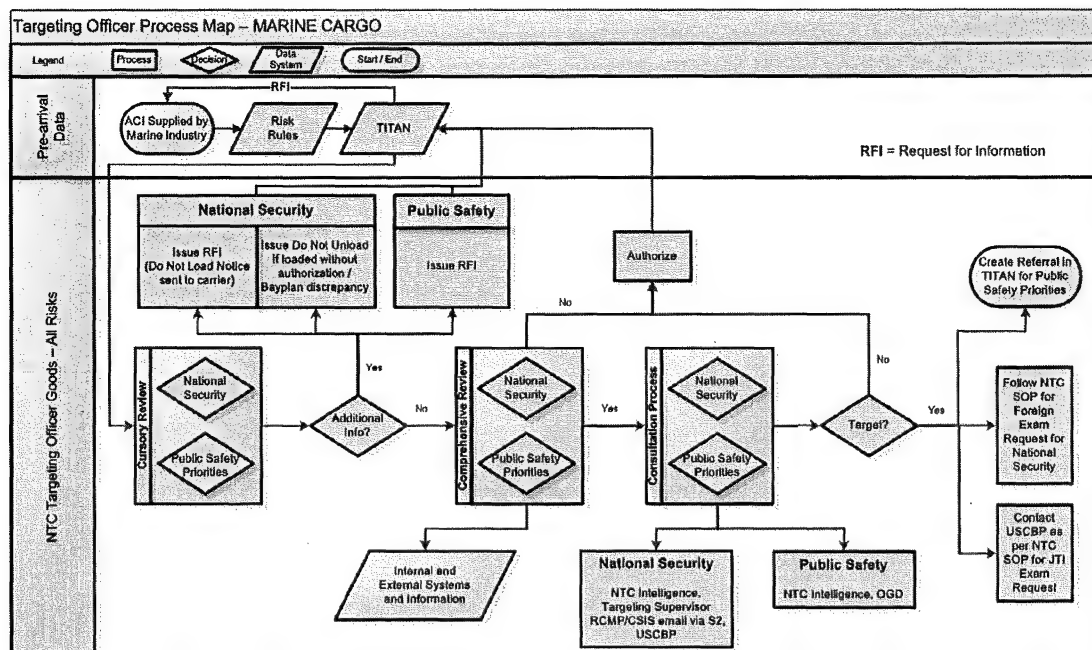 Targeting Officer Process Map – MARINE CARGO
Legend
Process
Decision
Data
System
Start / End
Pre-arrival
Data
RFI
ACI Supplied by
Marine Industry
Risk
Rules
TITAN
RFI = Request for Information
NTC Targeting Officer Goods – All Risks
National Security
Issue RFI
(Do Not Load Notice
sent to carrier)
Issue Do Not Unload
if loaded without
authorization /
Bayplan discrepancy
Public Safety
Issue RFI
Authorize
Create Referral in
TITAN for Public
Safety Priorities
No
Yes
No
Cursory Review
National
Security
Public Safety
Priorities
Additional
Info?
No
Comprehensive Review
National
Security
Public Safety
Priorities
Yes
Consultation Process
National
Security
Public Safety
Priorities
Target?
Yes
Follow NTC
SOP for
Foreign
Exam
Request for
National
Security
Contact
USCBP as
per NTC
SOP for JTI
Exam
Request
Internal and
External Systems
and Information
National Security
NTC Intelligence,
Targeting Supervisor
RCMP/CSIS email via S2,
USCBP
Public Safety
NTC Intelligence, OGD